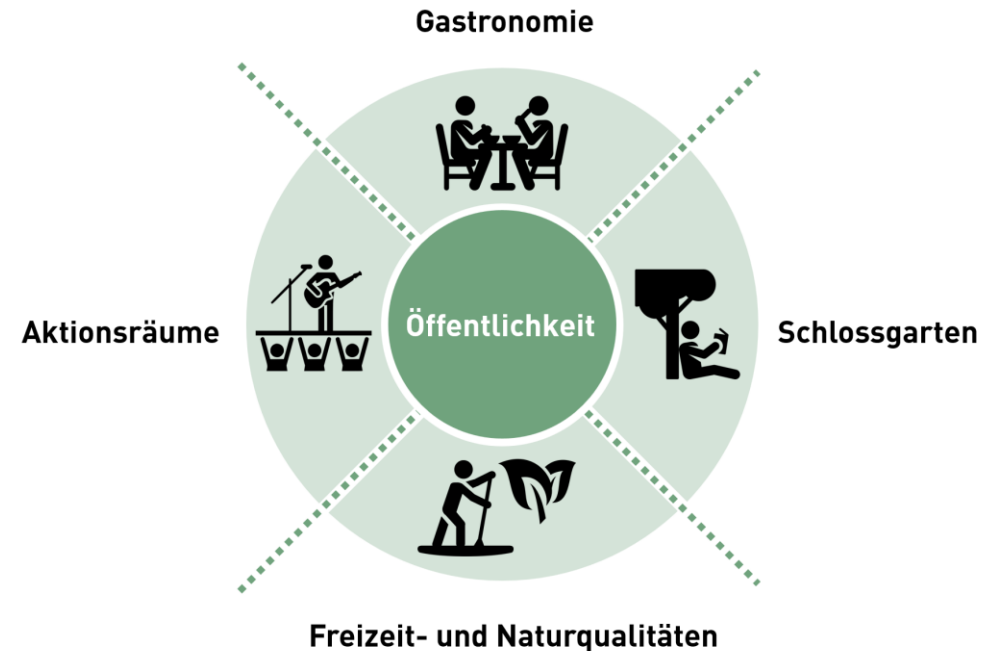 Gastronomie
Aktionsräume
Öffentlichkeit
Schlossgarten
Freizeit- und Naturqualitäten